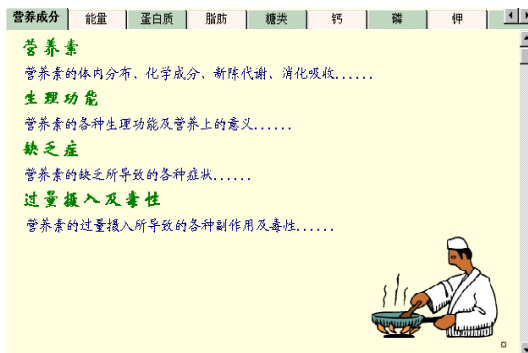 营养成分 能量 蛋白质 脂肪 糖类 钙 磷 钾
营养素
营养素的体内分布、化学成分、新陈代谢、消化吸收......
生理功能
营养素的各种生理功能及营养上的意义......
缺乏症
营养素的缺乏所导致的各种症状......
过量摄入及毒性
营养素的过量摄入所导致的各种副作用及毒性......